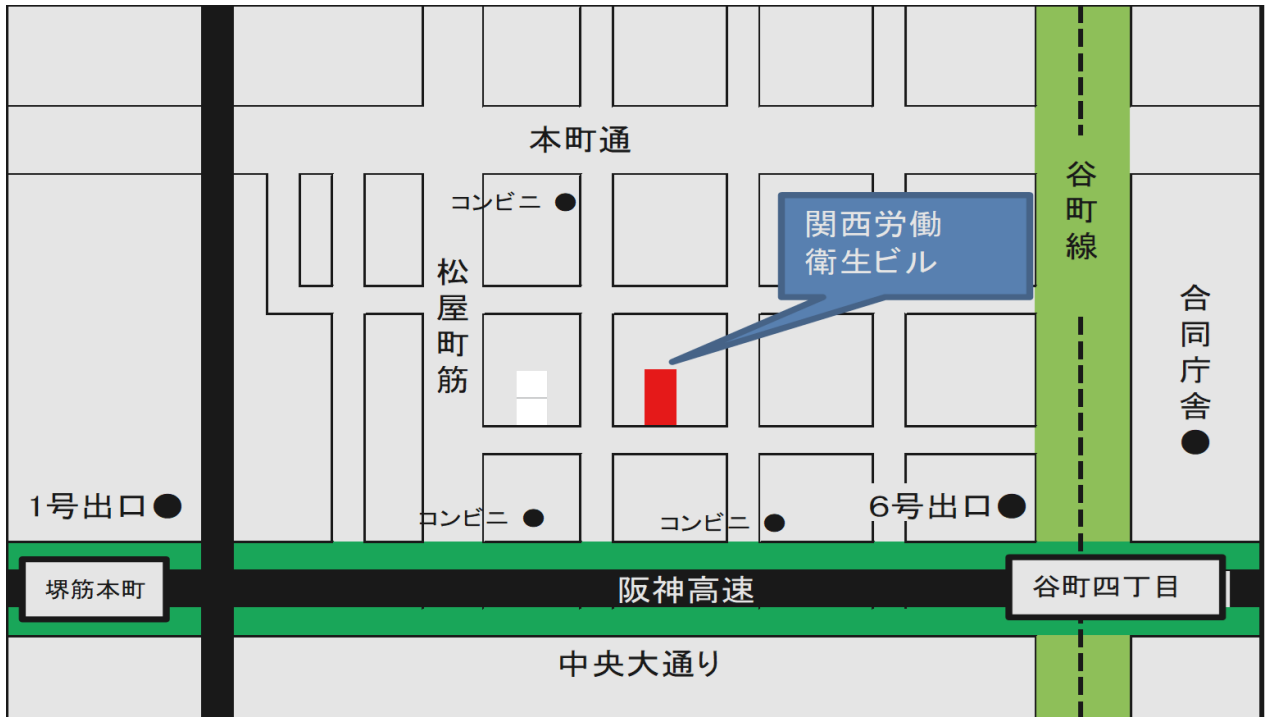 本町通
コンビニ
関西労働
衛生ビル
谷町線
松屋町筋
合同庁舎
1号出口
コンビニ
コンビニ
6号出口
堺筋本町
阪神高速
谷町四丁目
中央大通り